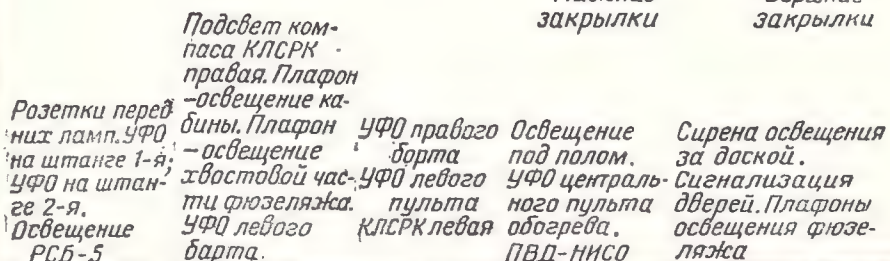 закрылки
закрылки
Подсвет ком-
паса КЛСРК
правая. Плафон
-освещение ка-
бины. Плафон
-освещение
хвостовой час-
ти фюзеляжа.
УФО левого
барта.
Розетки перед
них ламп. УФО
на штанге 1-я.
УФО на штан-
ге 2-я.
Освещение
РСБ-5
УФО правого
борта
УФО левого
пульта
КЛСРК левая
Освещение
под полом.
УФО централь-
ного пульта
обогрева.
ПВД-НИСО
Сирена освещения
за доской.
Сигнализация
дверей. Плафоны
освещения фюзе-
ляжа